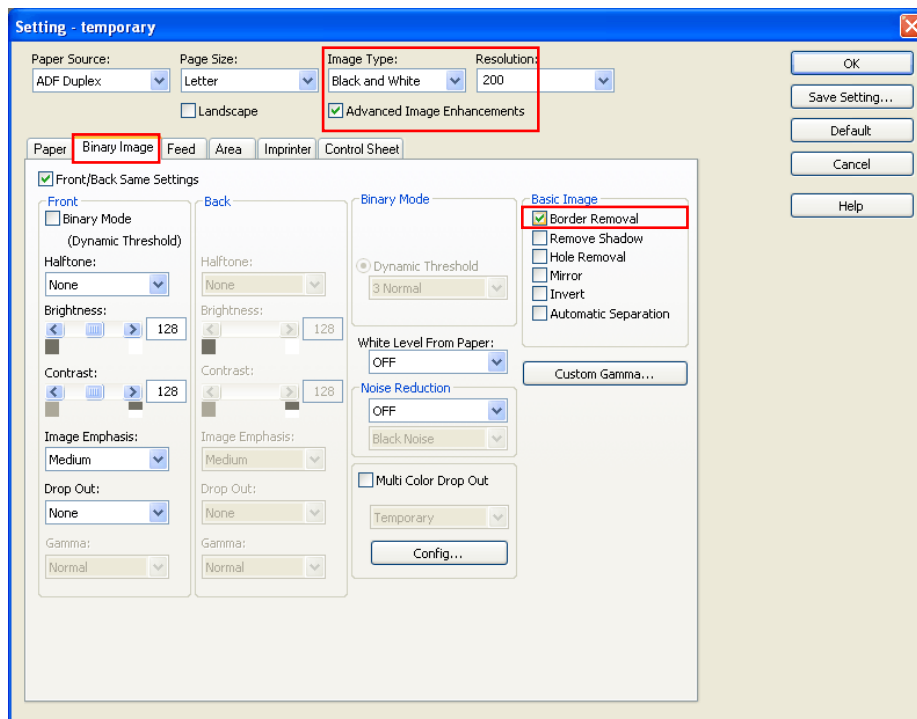 Setting - temporary
Paper Source: Page Size: Image Type: Resolution:
ADF Duplex Letter Black and White 200
Landscape Advanced Image Enhancements
OK
Save Setting...
Default
Cancel
Help
Paper Binary Image Feed Area Imprinter Control Sheet
Front/Back Same Settings
Front
Binary Mode
(Dynamic Threshold)
Halftone:
None
Brightness:
128
Contrast:
128
Image Emphasis:
Medium
Drop Out:
None
Gamma:
Normal
Back
Halftone:
None
Brightness:
128
Contrast:
128
Image Emphasis:
Medium
Drop Out:
None
Gamma:
Normal
Binary Mode
Dynamic Threshold
3 Normal
White Level From Paper:
OFF
Noise Reduction
OFF
Black Noise
Multi Color Drop Out
Temporary
Config...
Basic Image
Border Removal
Remove Shadow
Hole Removal
Mirror
Invert
Automatic Separation
Custom Gamma...